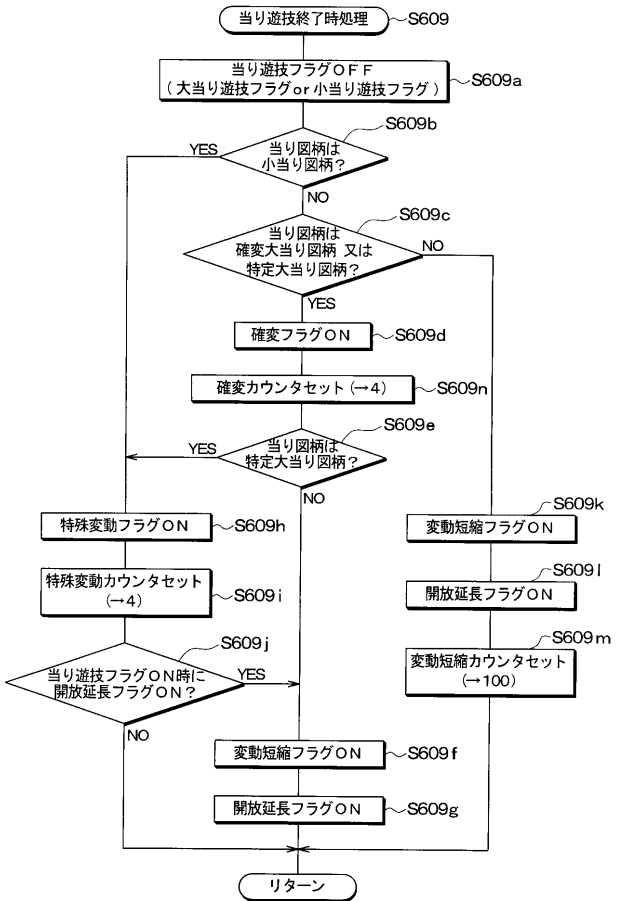 当り遊技終了時処理
S609
当り遊技フラグOFF
(大当り遊技フラグor小当り遊技フラグ)
S609a
S609b
当り図柄は
小当り図柄?
YES
NO
S609c
当り図柄は
確変大当り図柄 又は
特定大当り図柄?
NO
YES
確変フラグON
S609d
確変カウンタセット(→4)
S609n
S609e
当り図柄は
特定大当り図柄?
YES
NO
特殊変動フラグON
S609h
S609k
変動短縮フラグON
特殊変動カウンタセット
(→4)
S609i
S609l
開放延長フラグON
S609j
当り遊技フラグON時に
開放延長フラグON?
YES
NO
S609m
変動短縮カウンタセット
(→100)
変動短縮フラグON
S609f
開放延長フラグON
S609g
リターン